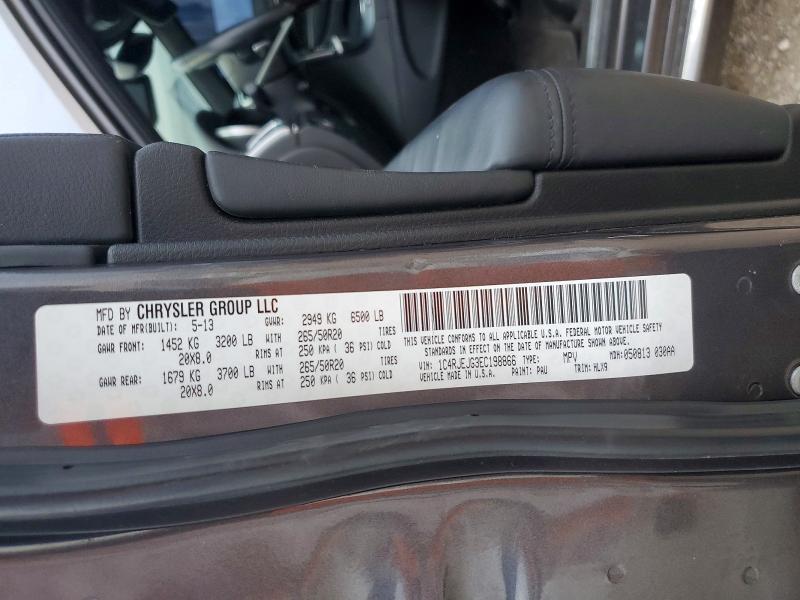 MFD BY CHRYSLER GROUP LLC
DATE OF MFR(BUILT): 5-13 GVWR: 2949 KG 6500 LB
GAWR FRONT: 1452 KG 3200 LB WITH 265/50R20 TIRES
20X8.0 RIMS AT 250 KPA ( 36 PSI) COLD
GAWR REAR: 1679 KG 3700 LB WITH 265/50R20 TIRES
20X8.0 RIMS AT 250 KPA ( 36 PSI) COLD
THIS VEHICLE CONFORMS TO ALL APPLICABLE U.S.A. FEDERAL MOTOR VEHICLE SAFETY
STANDARDS IN EFFECT ON THE DATE OF MANUFACTURE SHOWN ABOVE.
VIN: 1C4RJEJG3EC198866 TYPE: MPV MDH: 050813 030AA
VEHICLE MADE IN U.S.A. PAINT: PAU TRIM: HLX9